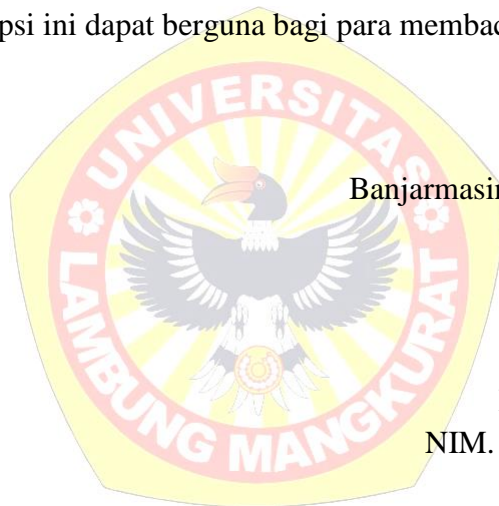 psi ini dapat berguna bagi para membac
UNIVERSITAS
Banjarmasin
LAMBUNG MANGKURAT
NIM.